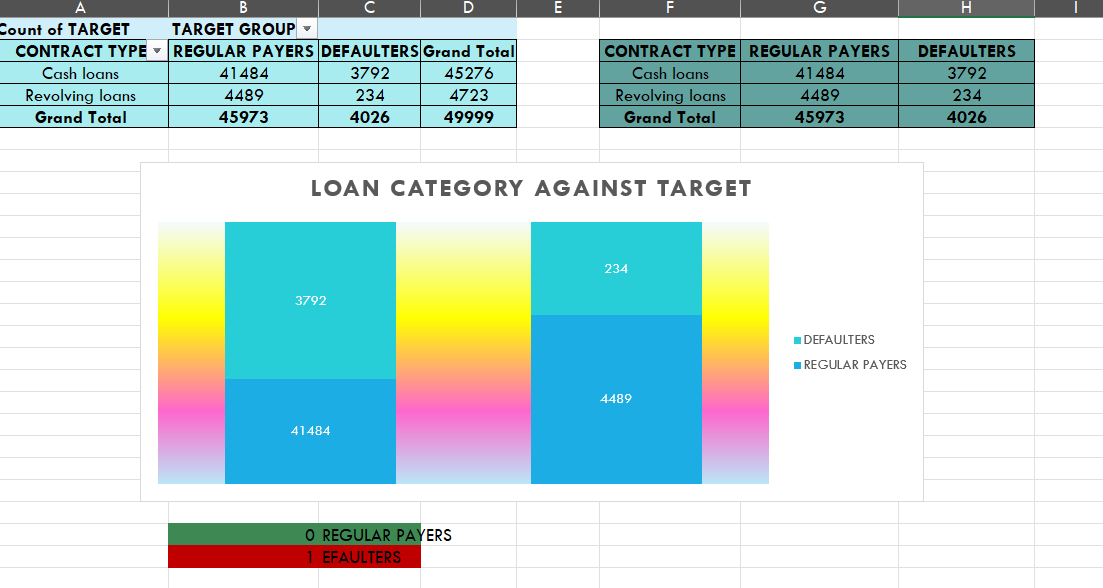 A B C D E F G H I
Count of TARGET TARGET GROUP
CONTRACT TYPE REGULAR PAYERS DEFAULTERS Grand Total CONTRACT TYPE REGULAR PAYERS DEFAULTERS
Cash loans 41484 3792 45276 Cash loans 41484 3792
Revolving loans 4489 234 4723 Revolving loans 4489 234
Grand Total 45973 4026 49999 Grand Total 45973 4026
LOAN CATEGORY AGAINST TARGET
234
3792
DEFAULTERS
REGULAR PAYERS
4489
41484
0 REGULAR PAYERS
1 EFAULTERS